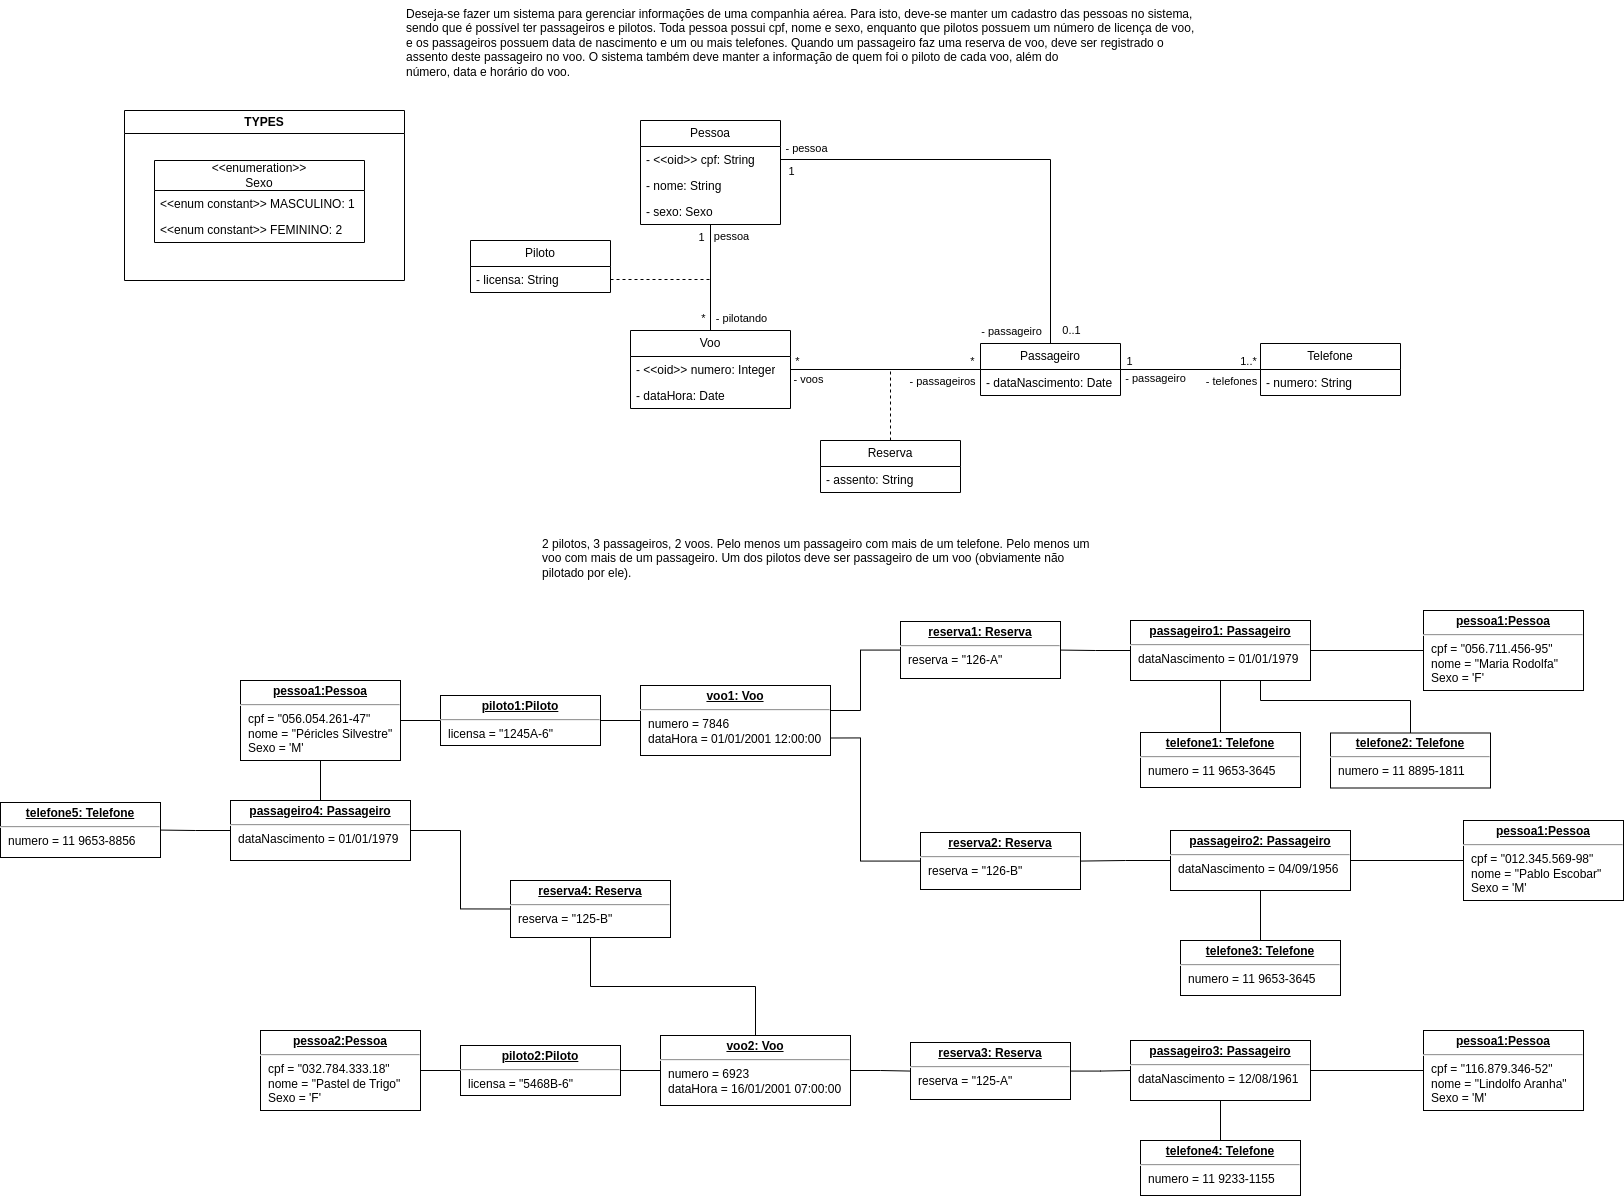 Deseja-se fazer um sistema para gerenciar informações de uma companhia aérea. Para isto, deve-se manter um cadastro das pessoas no sistema,
sendo que é possível ter passageiros e pilotos. Toda pessoa possui cpf, nome e sexo, enquanto que pilotos possuem um número de licença de voo,
e os passageiros possuem data de nascimento e um ou mais telefones. Quando um passageiro faz uma reserva de voo, deve ser registrado o
assento deste passageiro no voo. O sistema também deve manter a informação de quem foi o piloto de cada voo, além do
número, data e horário do voo.
TYPES
<<enumeration>>
Sexo
<<enum constant>> MASCULINO: 1
<<enum constant>> FEMININO: 2
Pessoa
- <<oid>> cpf: String
- nome: String
- sexo: Sexo
- pessoa
1
1
pessoa
Piloto
- licensa: String
*
- pilotando
Voo
- <<oid>> numero: Integer
- dataHora: Date
*
- voos
*
- passageiros
- passageiro
0..1
Passageiro
- dataNascimento: Date
1
- passageiro
1..*
- telefones
Telefone
- numero: String
Reserva
- assento: String
2 pilotos, 3 passageiros, 2 voos. Pelo menos um passageiro com mais de um telefone. Pelo menos um
voo com mais de um passageiro. Um dos pilotos deve ser passageiro de um voo (obviamente não
pilotado por ele).
pessoa1:Pessoa
cpf = "056.054.261-47"
nome = "Péricles Silvestre"
Sexo = 'M'
piloto1:Piloto
licensa = "1245A-6"
voo1: Voo
numero = 7846
dataHora = 01/01/2001 12:00:00
reserva1: Reserva
reserva = "126-A"
passageiro1: Passageiro
dataNascimento = 01/01/1979
pessoa1:Pessoa
cpf = "056.711.456-95"
nome = "Maria Rodolfa"
Sexo = 'F'
telefone1: Telefone
numero = 11 9653-3645
telefone2: Telefone
numero = 11 8895-1811
telefone5: Telefone
numero = 11 9653-8856
passageiro4: Passageiro
dataNascimento = 01/01/1979
reserva2: Reserva
reserva = "126-B"
passageiro2: Passageiro
dataNascimento = 04/09/1956
pessoa1:Pessoa
cpf = "012.345.569-98"
nome = "Pablo Escobar"
Sexo = 'M'
reserva4: Reserva
reserva = "125-B"
telefone3: Telefone
numero = 11 9653-3645
pessoa2:Pessoa
cpf = "032.784.333.18"
nome = "Pastel de Trigo"
Sexo = 'F'
piloto2:Piloto
licensa = "5468B-6"
voo2: Voo
numero = 6923
dataHora = 16/01/2001 07:00:00
reserva3: Reserva
reserva = "125-A"
passageiro3: Passageiro
dataNascimento = 12/08/1961
pessoa1:Pessoa
cpf = "116.879.346-52"
nome = "Lindolfo Aranha"
Sexo = 'M'
telefone4: Telefone
numero = 11 9233-1155